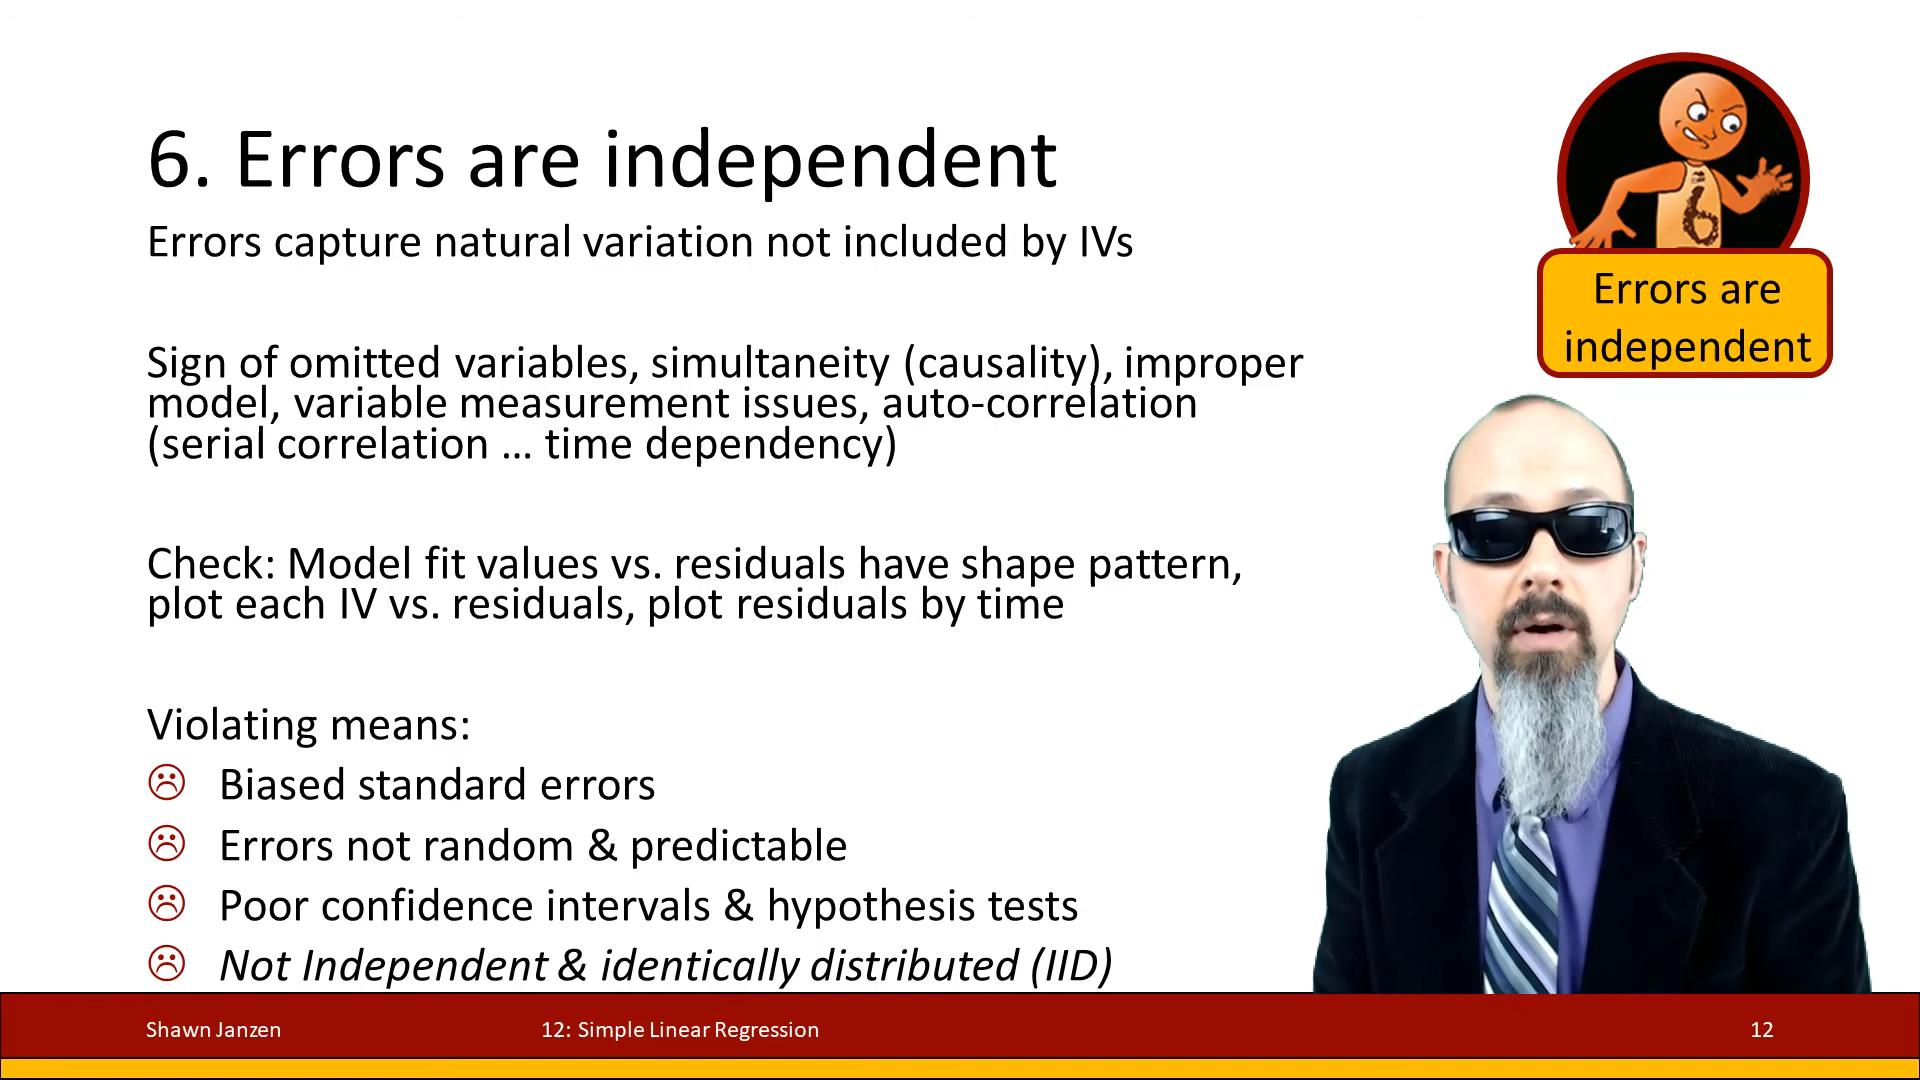 6. Errors are independent
Errors capture natural variation not included by IVs
Sign of omitted variables, simultaneity (causality), improper
model, variable measurement issues, auto-correlation
(serial correlation ... time dependency)
Check: Model fit values vs. residuals have shape pattern,
plot each IV vs. residuals, plot residuals by time
Violating means:
Biased standard errors
Errors not random & predictable
Poor confidence intervals & hypothesis tests
Not Independent & identically distributed (IID)
6
Errors are
independent
Shawn Janzen
12: Simple Linear Regression
12